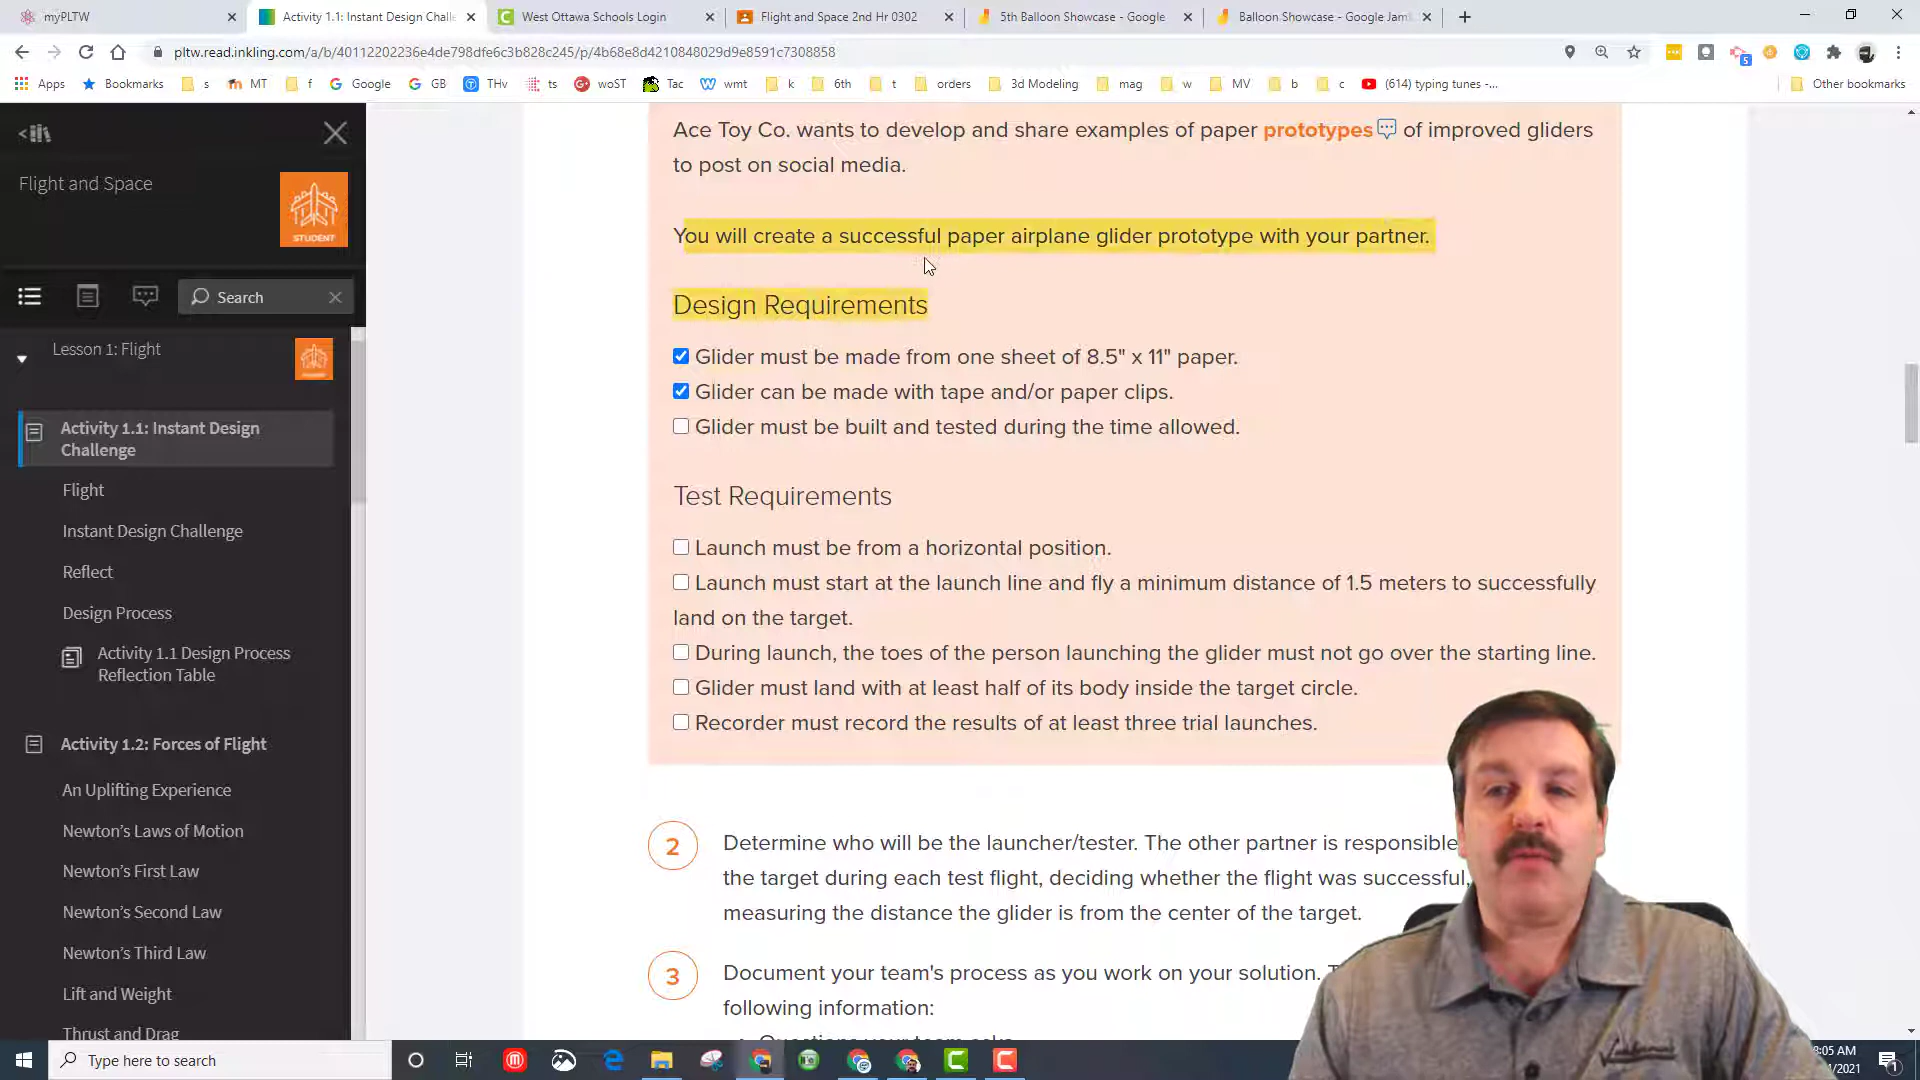 myPLTW
Activity 1.1: Instant Design Chall
West Ottawa Schools Login
Flight and Space 2nd Hr 0302
5th Balloon Showcase - Google
Balloon Showcase - Google Jam
pltw.read.inkling.com/a/b/40112202236e4de798dfe6c3b828c245/p/4b68e8d4210848029d9e8591c7308858
5
Apps
Bookmarks
s
MT
f
Google
GB
THv
ts
woST
Tac
wmt
k
6th
t
orders
3d Modeling
mag
w
MV
b
c
(614) typing tunes -...
Other bookmarks
Flight and Space
STUDENT
Search
Lesson 1: Flight
Activity 1.1: Instant Design
Challenge
Flight
Instant Design Challenge
Reflect
Design Process
Activity 1.1 Design Process
Reflection Table
Activity 1.2: Forces of Flight
An Uplifting Experience
Newton's Laws of Motion
Newton's First Law
Newton's Second Law
Newton's Third Law
Lift and Weight
Thrust and Drag
Ace Toy Co. wants to develop and share examples of paper prototypes of improved gliders
to post on social media.
You will create a successful paper airplane glider prototype with your partner.
Design Requirements
Glider must be made from one sheet of 8.5" x 11" paper.
Glider can be made with tape and/or paper clips.
Glider must be built and tested during the time allowed.
Test Requirements
Launch must be from a horizontal position.
Launch must start at the launch line and fly a minimum distance of 1.5 meters to successfully
land on the target.
During launch, the toes of the person launching the glider must not go over the starting line.
Glider must land with at least half of its body inside the target circle.
Recorder must record the results of at least three trial launches.
2
Determine who will be the launcher/tester. The other partner is responsible
the target during each test flight, deciding whether the flight was successful,
measuring the distance the glider is from the center of the target.
3
Document your team's process as you work on your solution.
following information:
Questions your team asks
Type here to search
8:05 AM
/2021
1